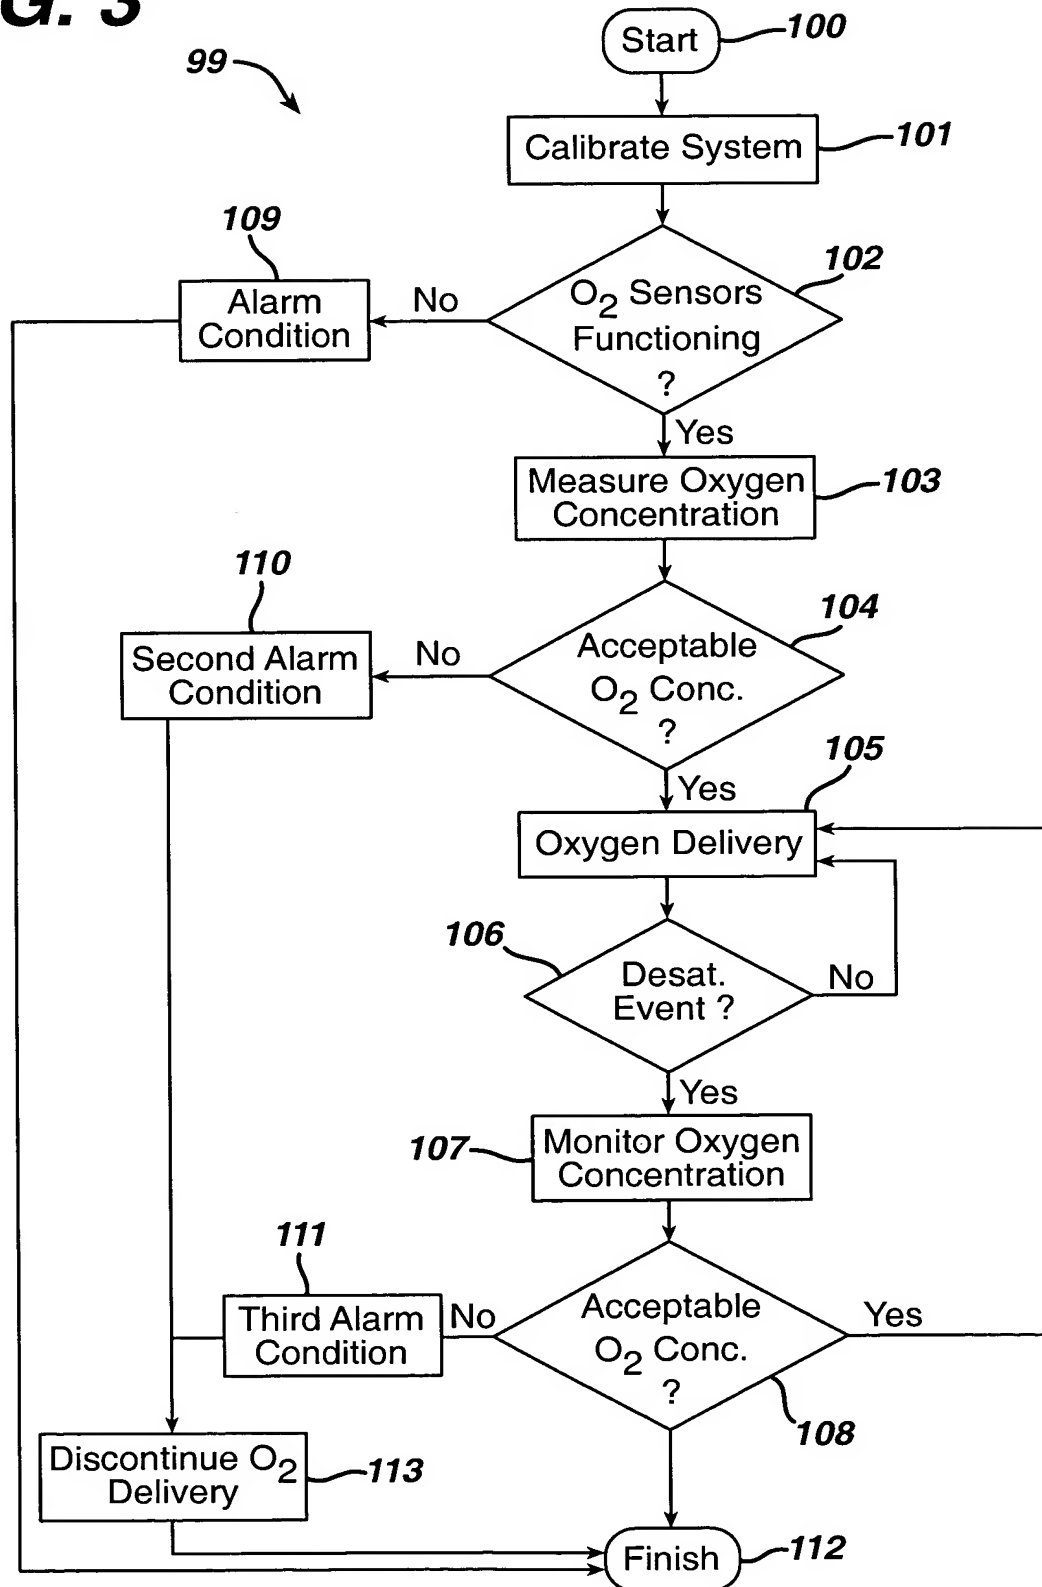 G. 3
99
Start
100
Calibrate System
101
109
Alarm
Condition
No
O2 Sensors
Functioning
?
102
Yes
Measure Oxygen
Concentration
103
110
Second Alarm
Condition
No
Acceptable
O2 Conc.
?
104
Yes
105
Oxygen Delivery
106
Desat.
Event ?
No
Yes
107
Monitor Oxygen
Concentration
111
Third Alarm
Condition
No
Acceptable
O2 Conc.
?
Yes
108
Discontinue O2
Delivery
113
Finish
112